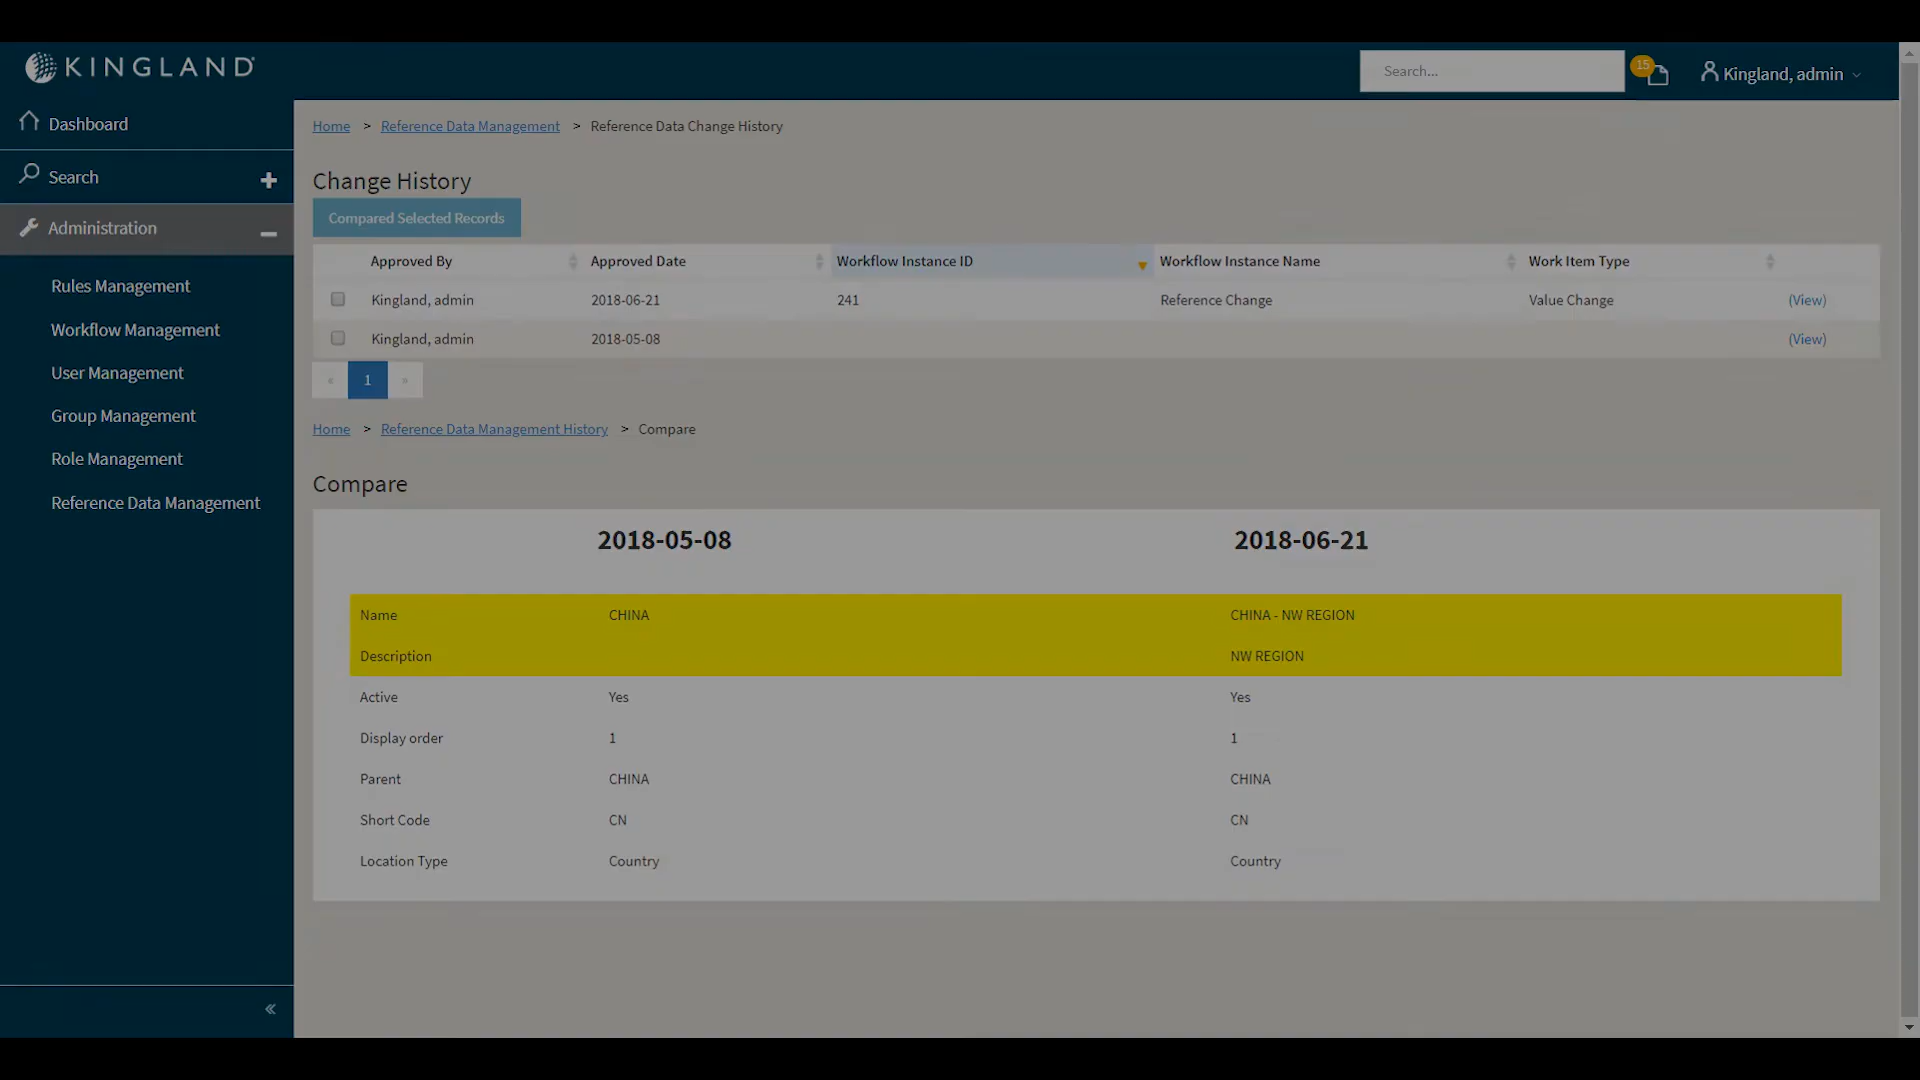 KINGLAND
Search...
15
Kingland, admin
Dashboard
Search
Administration
Rules Management
Workflow Management
User Management
Group Management
Role Management
Reference Data Management
Home > Reference Data Management > Reference Data Change History
Change History
Compared Selected Records
Approved By Approved Date Workflow Instance ID Workflow Instance Name Work Item Type
Kingland, admin 2018-06-21 241 Reference Change Value Change (View)
Kingland, admin 2018-05-08 (View)
« 1 »
Home > Reference Data Management History > Compare
Compare
2018-05-08 2018-06-21
Name CHINA CHINA - NW REGION
Description NW REGION
Active Yes Yes
Display order 1 1
Parent CHINA CHINA
Short Code CN CN
Location Type Country Country
«